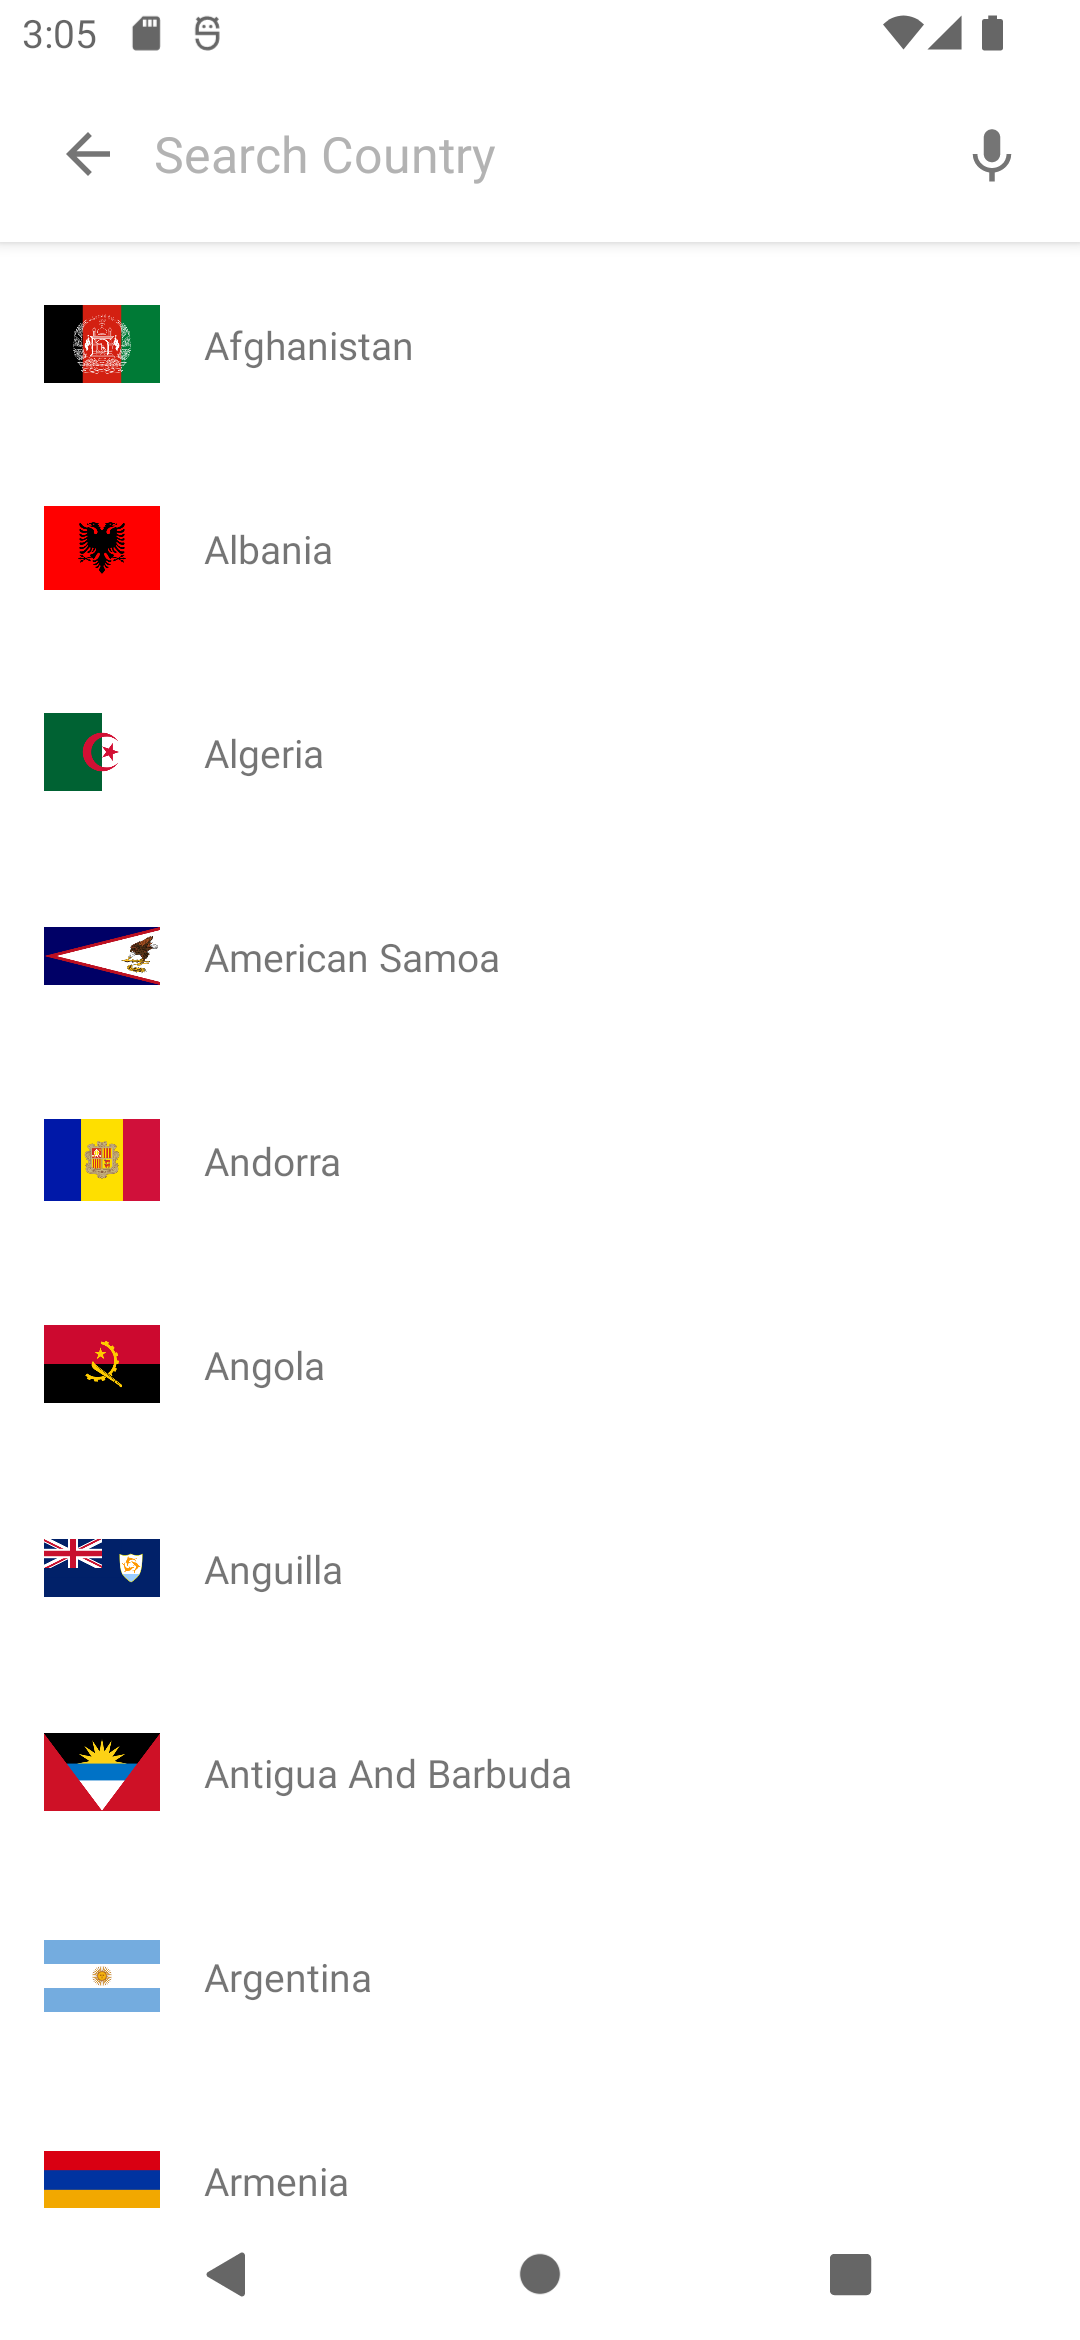 3:05
Search Country
Afghanistan
Albania
Algeria
American Samoa
Andorra
Angola
Anguilla
Antigua And Barbuda
Argentina
Armenia